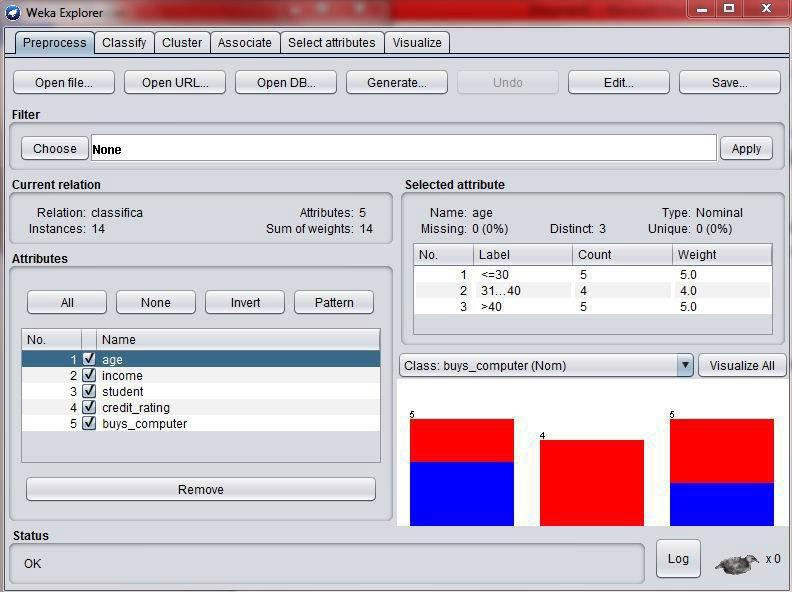 Weka Explorer
Preprocess Classify Cluster Associate Select attributes Visualize
Open file... Open URL... Open DB... Generate... Undo Edit... Save...
Filter
Choose None Apply
Current relation
Relation: classifica Attributes: 5
Instances: 14 Sum of weights: 14
Selected attribute
Name: age Type: Nominal
Missing: 0 (0%) Distinct: 3 Unique: 0 (0%)
No. Label Count Weight
1 <=30 5 5.0
2 31...40 4 4.0
3 >40 5 5.0
Attributes
All None Invert Pattern
No. Name
1 age
2 income
3 student
4 credit_rating
5 buys_computer
Remove
Class: buys_computer (Nom) Visualize All
5 4 5
Status
OK Log x 0